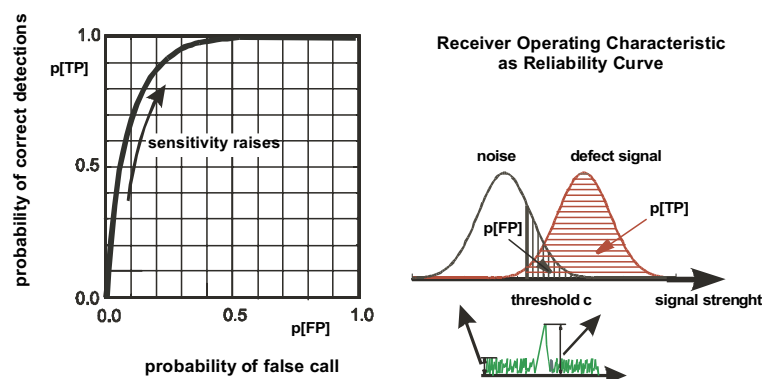 1.0
p[TP]
probability of correct detections
sensitivity raises
0.5
0.0
0.0
0.5
1.0
p[FP]
probability of false call
Receiver Operating Characteristic
as Reliability Curve
noise
defect signal
p[TP]
p[FP]
threshold c
signal strenght